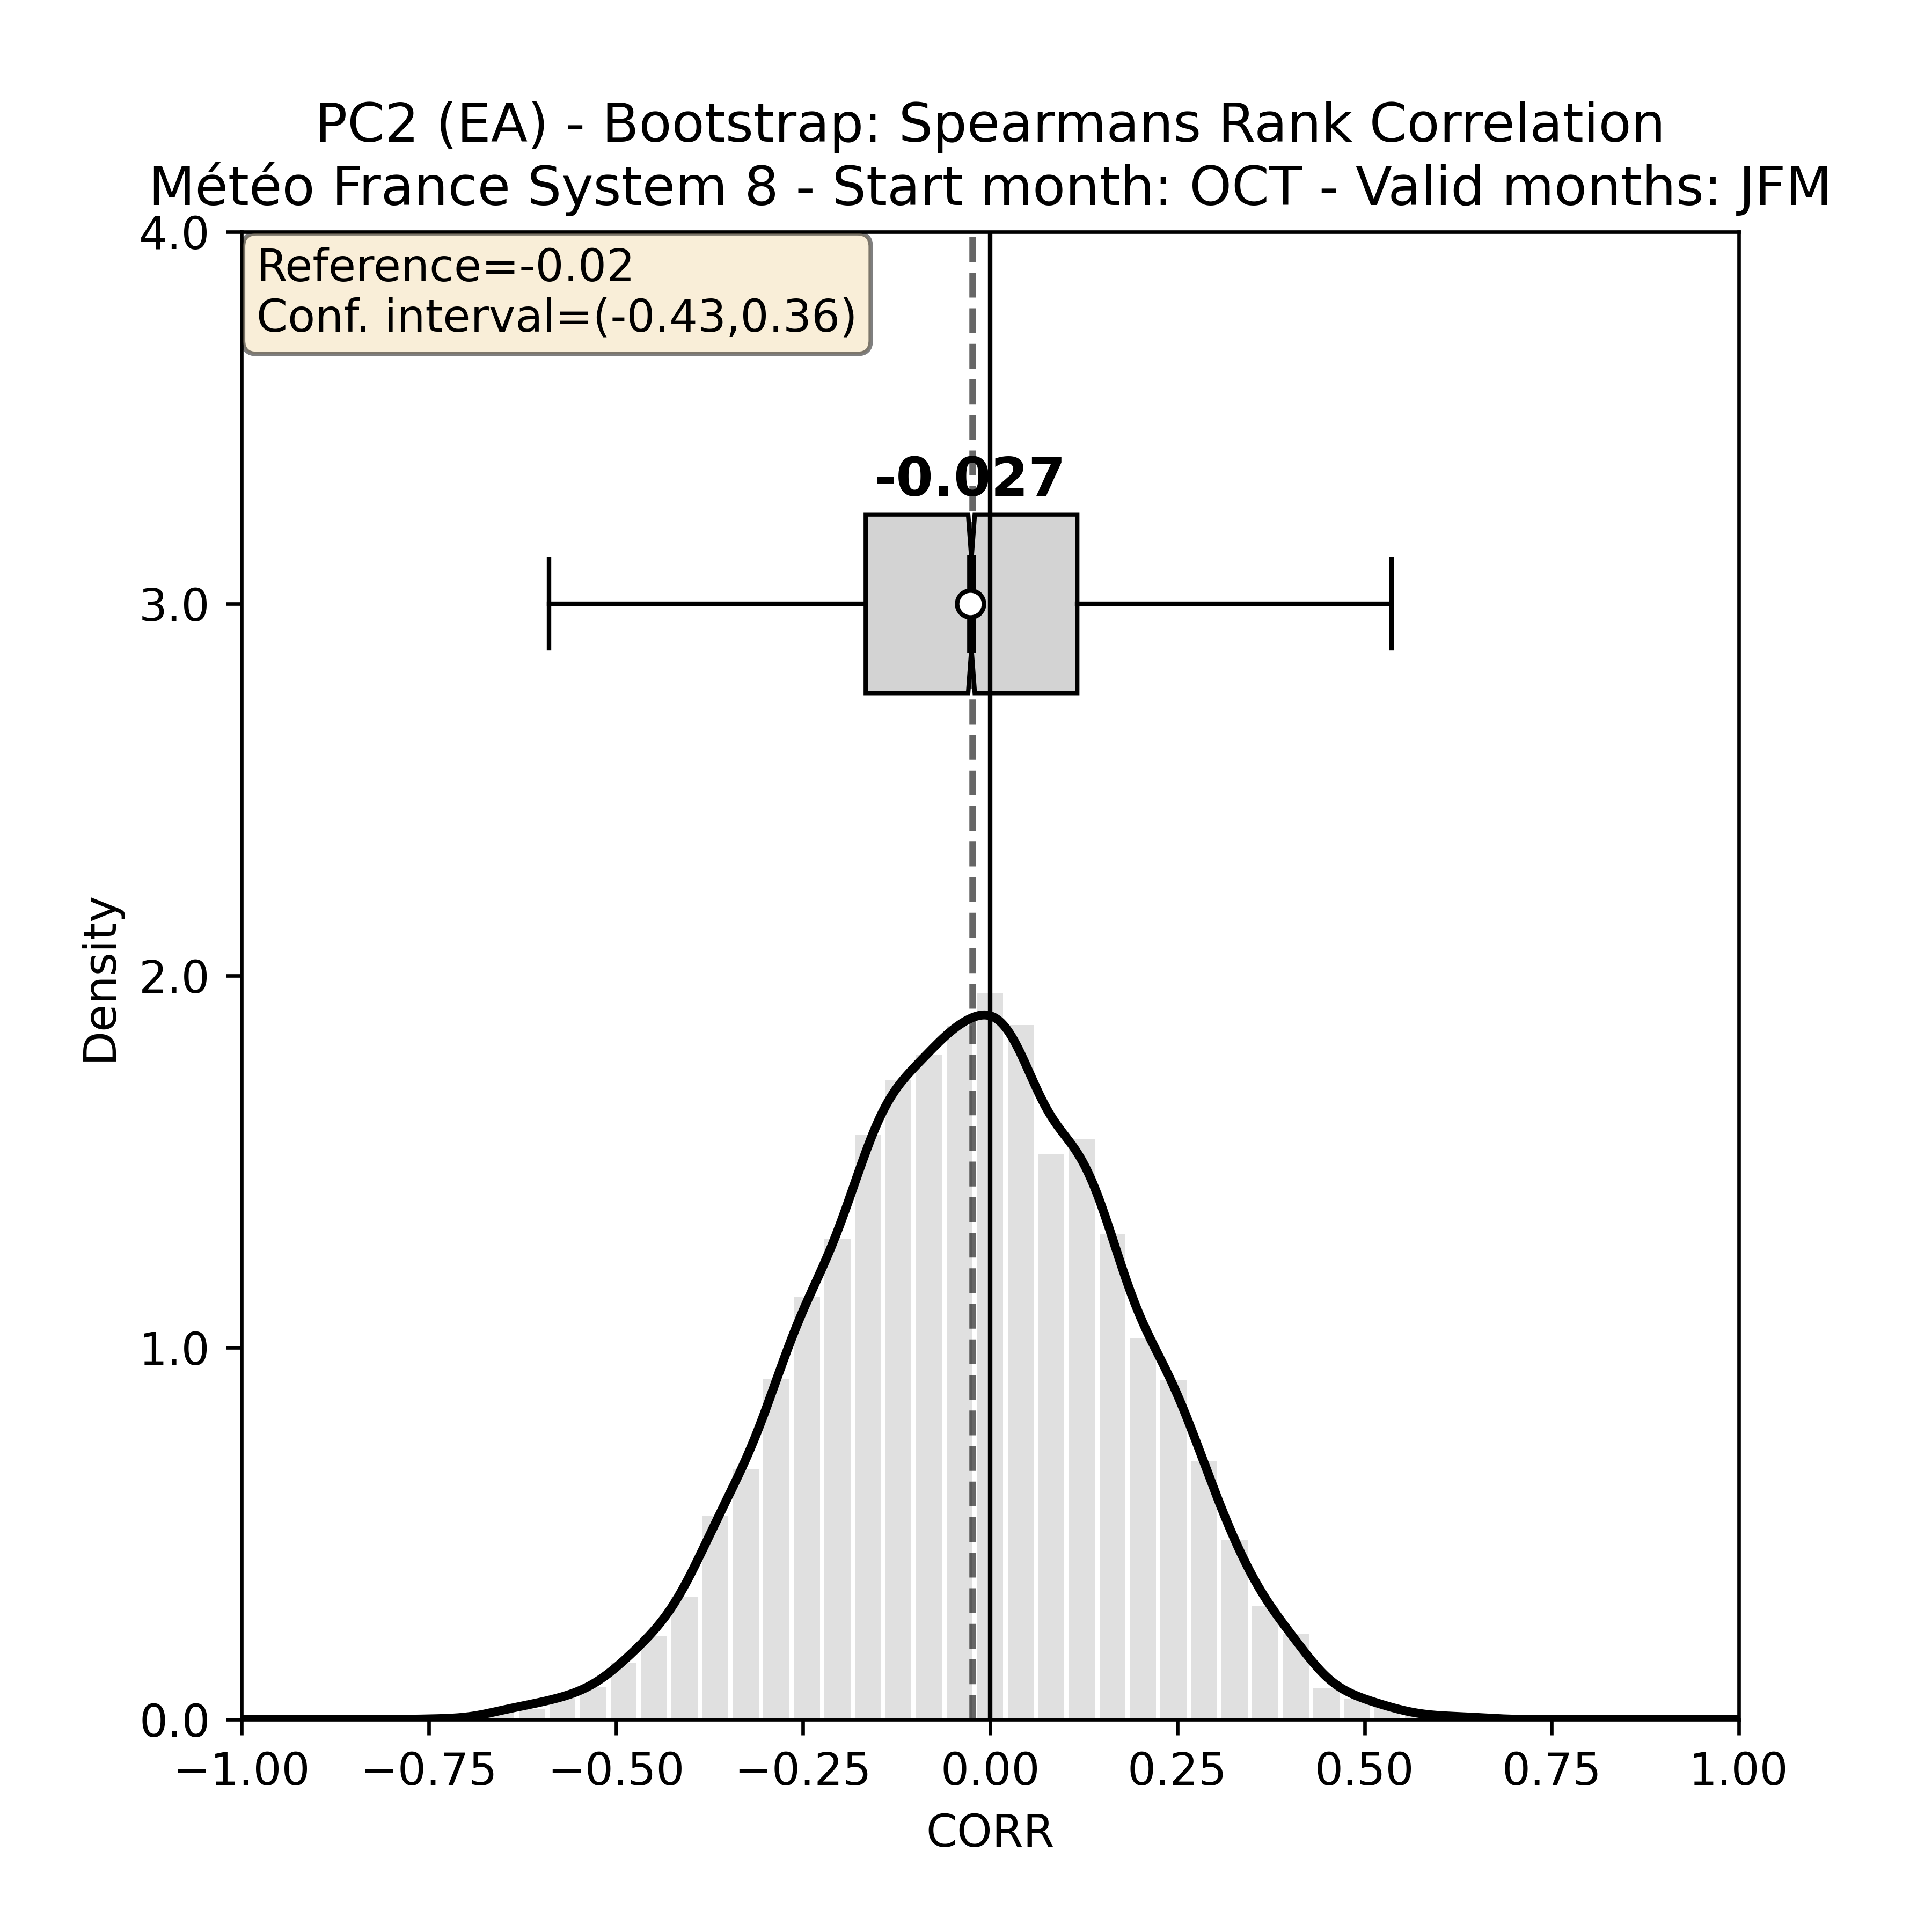 PC2 (EA) - Bootstrap: Spearmans Rank Correlation
Météo France System 8 - Start month: OCT - Valid months: JFM
4.0
Reference=-0.02
Conf. interval=(-0.43,0.36)
-0.027
3.0
2.0
Density
1.0
0.0
−1.00 −0.75 −0.50 −0.25 0.00 0.25 0.50 0.75 1.00
CORR